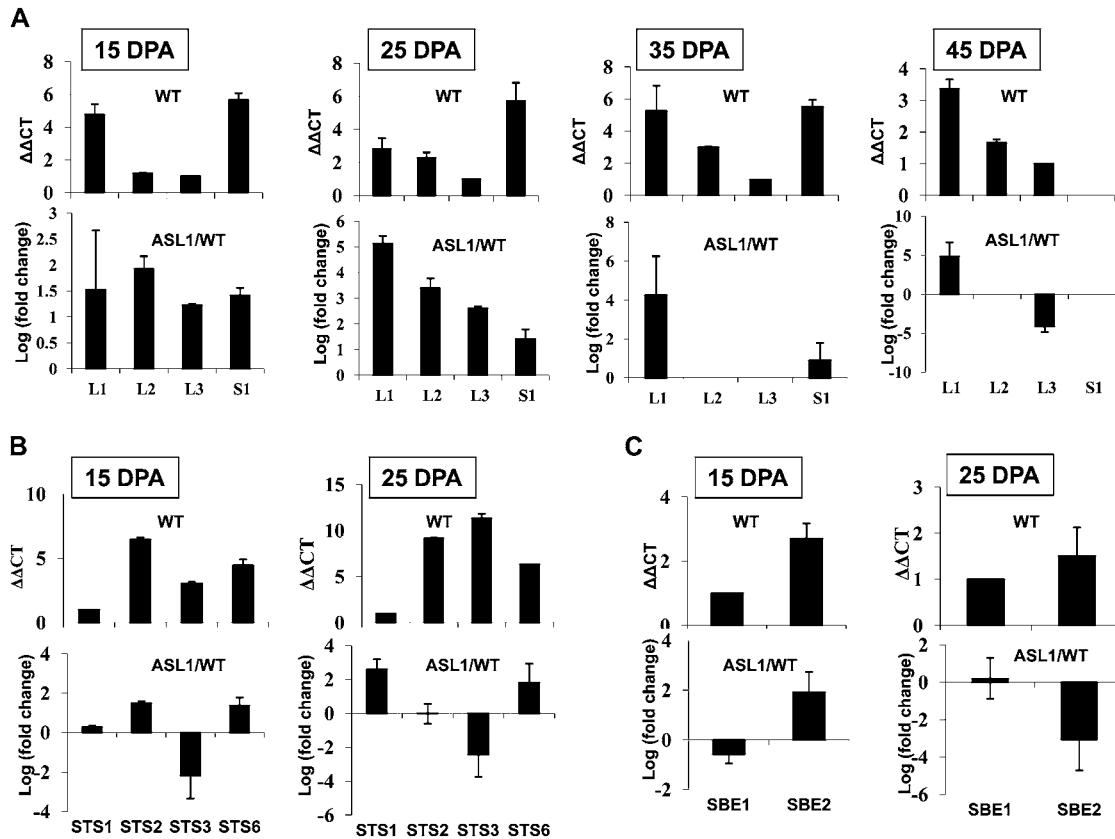 A
15 DPA
25 DPA
35 DPA
45 DPA
8
6
4
2
0
ΔΔCT
WT
8
6
4
2
0
ΔΔCT
WT
8
6
4
2
0
ΔΔCT
WT
4
3
2
1
0
ΔΔCT
WT
3
2.5
2
1.5
1
0.5
0
Log (fold change)
ASL1/WT
L1 L2 L3 S1
6
5
4
3
2
1
0
Log (fold change)
ASL1/WT
L1 L2 L3 S1
8
6
4
2
0
Log (fold change)
ASL1/WT
L1 L2 L3 S1
10
5
0
-5
-10
Log (fold change)
ASL1/WT
L1 L2 L3 S1
B
15 DPA
25 DPA
10
5
0
ΔΔCT
WT
15
10
5
0
ΔΔCT
WT
4
2
0
-2
-4
Log (fold change)
ASL1/WT
STS1 STS2 STS3 STS6
4
2
0
-2
-4
-6
Log (fold change)
ASL1/WT
STS1 STS2 STS3 STS6
C
15 DPA
25 DPA
4
2
0
ΔΔCT
WT
3
2
1
0
ΔΔCT
WT
4
2
0
-2
Log (fold change)
ASL1/WT
SBE1 SBE2
2
0
-2
-4
-6
Log (fold change)
ASL1/WT
SBE1 SBE2